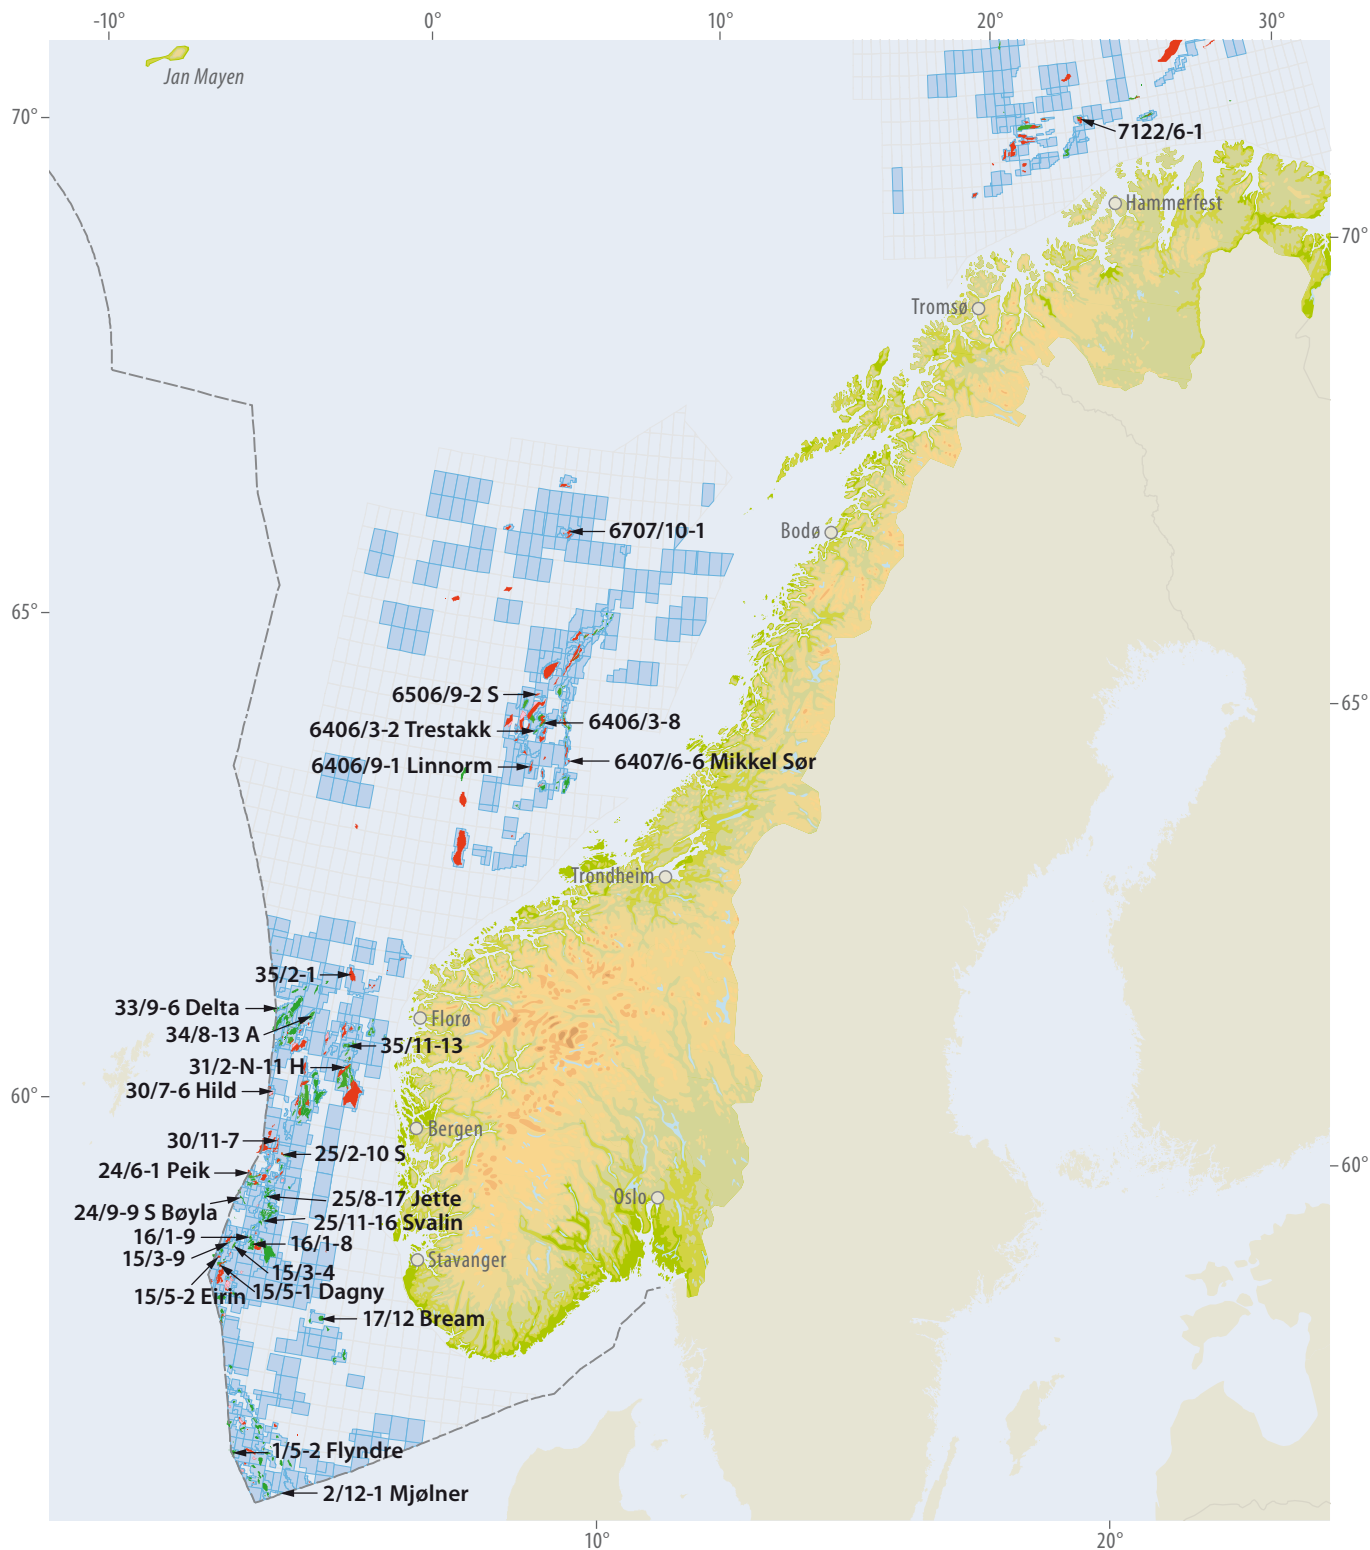 -10°
0°
10°
20°
30°
Jan Mayen
70°
7122/6-1
Hammerfest
70°
Tromsø
6707/10-1
Bodø
65°
6506/9-2 S
6406/3-8
65°
6406/3-2 Trestakk
6406/9-1 Linnorm
6407/6-6 Mikkel Sør
Trondheim
35/2-1
33/9-6 Delta
Florø
34/8-13 A
35/11-13
31/2-N-11 H
30/7-6 Hild
60°
Bergen
30/11-7
25/2-10 S
60°
24/6-1 Peik
25/8-17 Jette
Oslo
24/9-9 S Bøyla
25/11-16 Svalin
16/1-9
16/1-8
15/3-9
Stavanger
15/3-4
15/5-1 Dagny
15/5-2 Eirin
17/12 Bream
1/5-2 Flyndre
2/12-1 Mjølner
10°
20°